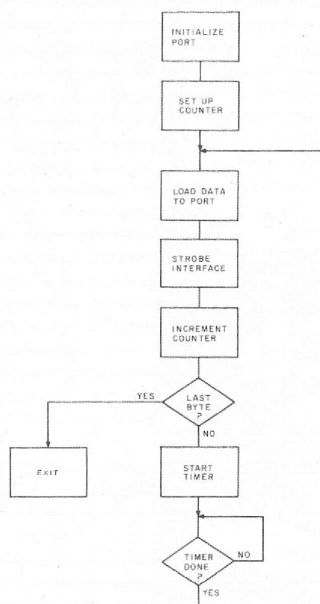 INITIALIZE
PORT
SET UP
COUNTER
LOAD DATA
TO PORT
STROBE
INTERFACE
INCREMENT
COUNTER
YES
LAST
BYTE
?
NO
EXIT
START
TIMER
TIMER
DONE
?
NO
YES